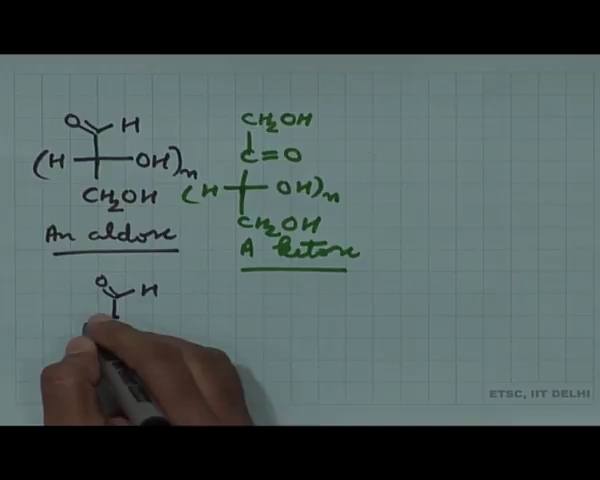 O H
(H OH)n
CH2OH
An aldose
CH2OH
C=O
(H OH)n
CH2OH
A ketose
O H
ETSC, IIT DELHI